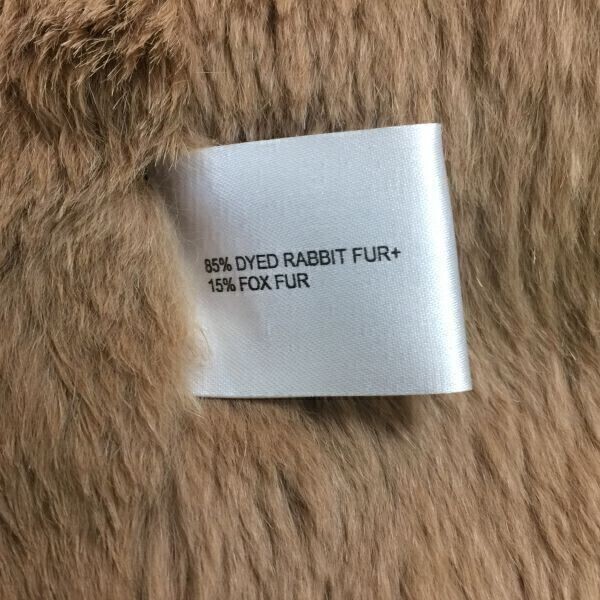 85% DYED RABBIT FUR+
15% FOX FUR